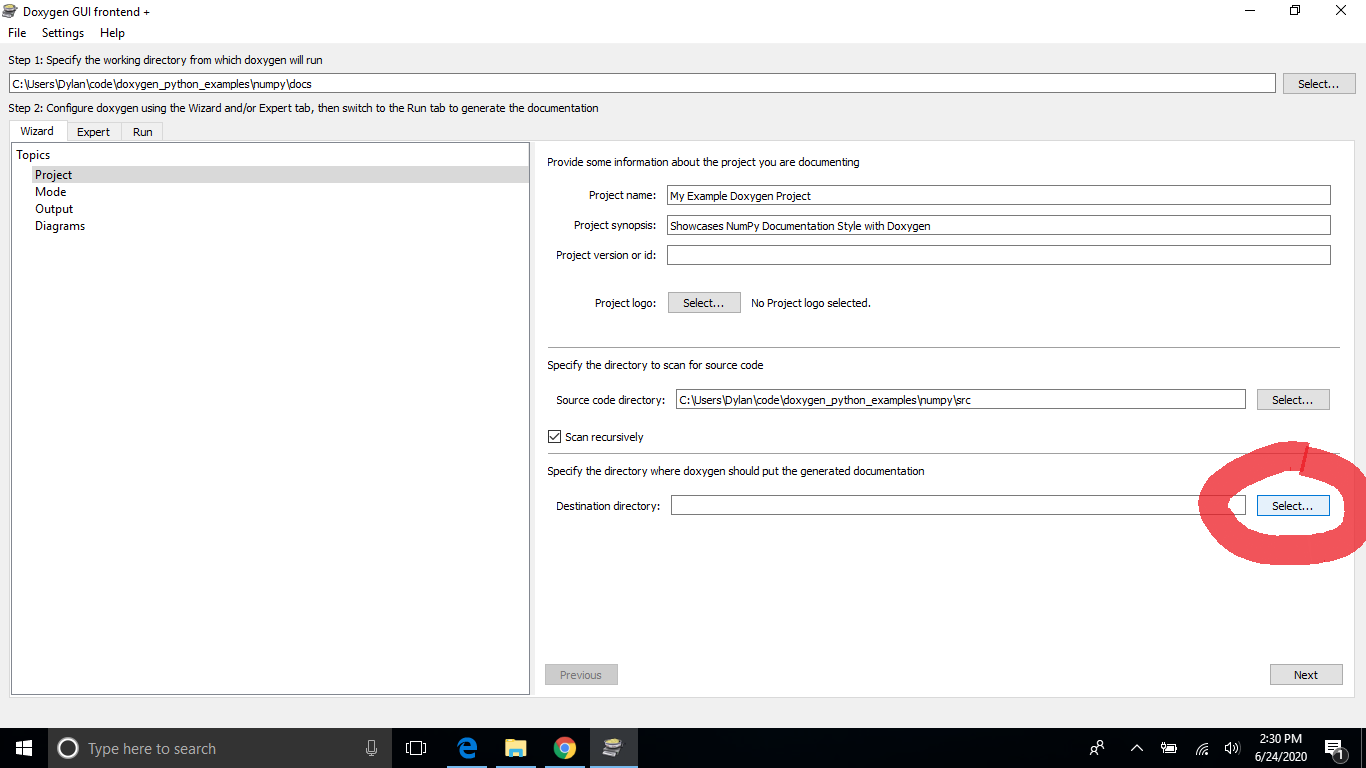 Doxygen GUI frontend +
File Settings Help
Step 1: Specify the working directory from which doxygen will run
C:\Users\Dylan\code\doxygen_python_examples\numpy\docs Select...
Step 2: Configure doxygen using the Wizard and/or Expert tab, then switch to the Run tab to generate the documentation
Wizard Expert Run
Topics
Project
Mode
Output
Diagrams
Provide some information about the project you are documenting
Project name: My Example Doxygen Project
Project synopsis: Showcases NumPy Documentation Style with Doxygen
Project version or id:
Project logo: Select... No Project logo selected.
Specify the directory to scan for source code
Source code directory: C:\Users\Dylan\code\doxygen_python_examples\numpy\src Select...
Scan recursively
Specify the directory where doxygen should put the generated documentation
Destination directory: Select...
Previous Next
Type here to search
2:30 PM
6/24/2020
1